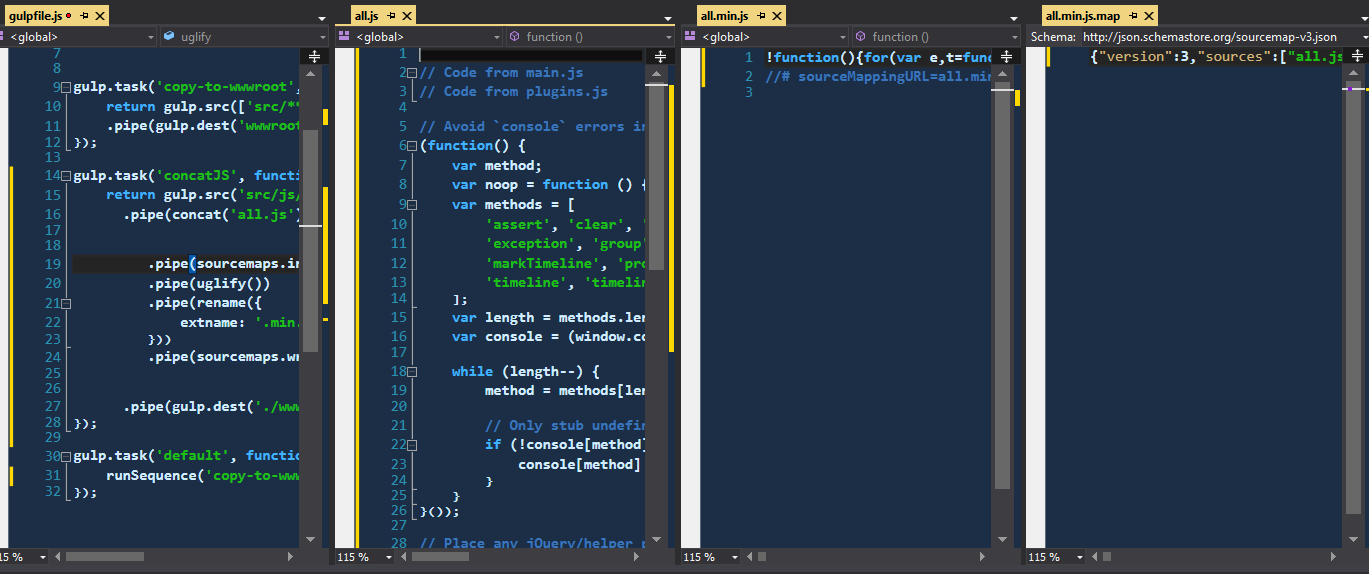 gulpfile.js
<global>
uglify
7
8
9 gulp.task('copy-to-wwwroot',
10 return gulp.src(['src/**
11 .pipe(gulp.dest('wwwroot
12 });
13
14 gulp.task('concatJS', functi
15 return gulp.src('src/js/
16 .pipe(concat('all.js')
17
18
19 .pipe(sourcemaps.in
20 .pipe(uglify())
21 .pipe(rename({
22 extname: '.min.
23 }))
24 .pipe(sourcemaps.wr
25
26
27 .pipe(gulp.dest('./www
28 });
29
30 gulp.task('default', functio
31 runSequence('copy-to-www
32 });
15 %
all.js
<global>
function ()
1
2 // Code from main.js
3 // Code from plugins.js
4
5 // Avoid `console` errors in
6 (function() {
7 var method;
8 var noop = function () {
9 var methods = [
10 'assert', 'clear', '
11 'exception', 'group'
12 'markTimeline', 'pro
13 'timeline', 'timelin
14 ];
15 var length = methods.len
16 var console = (window.co
17
18 while (length--) {
19 method = methods[len
20
21 // Only stub undefin
22 if (!console[method]
23 console[method]
24 }
25 }
26 }());
27
28 // Place any jQuery/helper p
115 %
all.min.js
<global>
function ()
1 !function(){for(var e,t=func
2 //# sourceMappingURL=all.min
3
115 %
all.min.js.map
Schema: http://json.schemastore.org/sourcemap-v3.json
{"version":3,"sources":["all.js
115 %